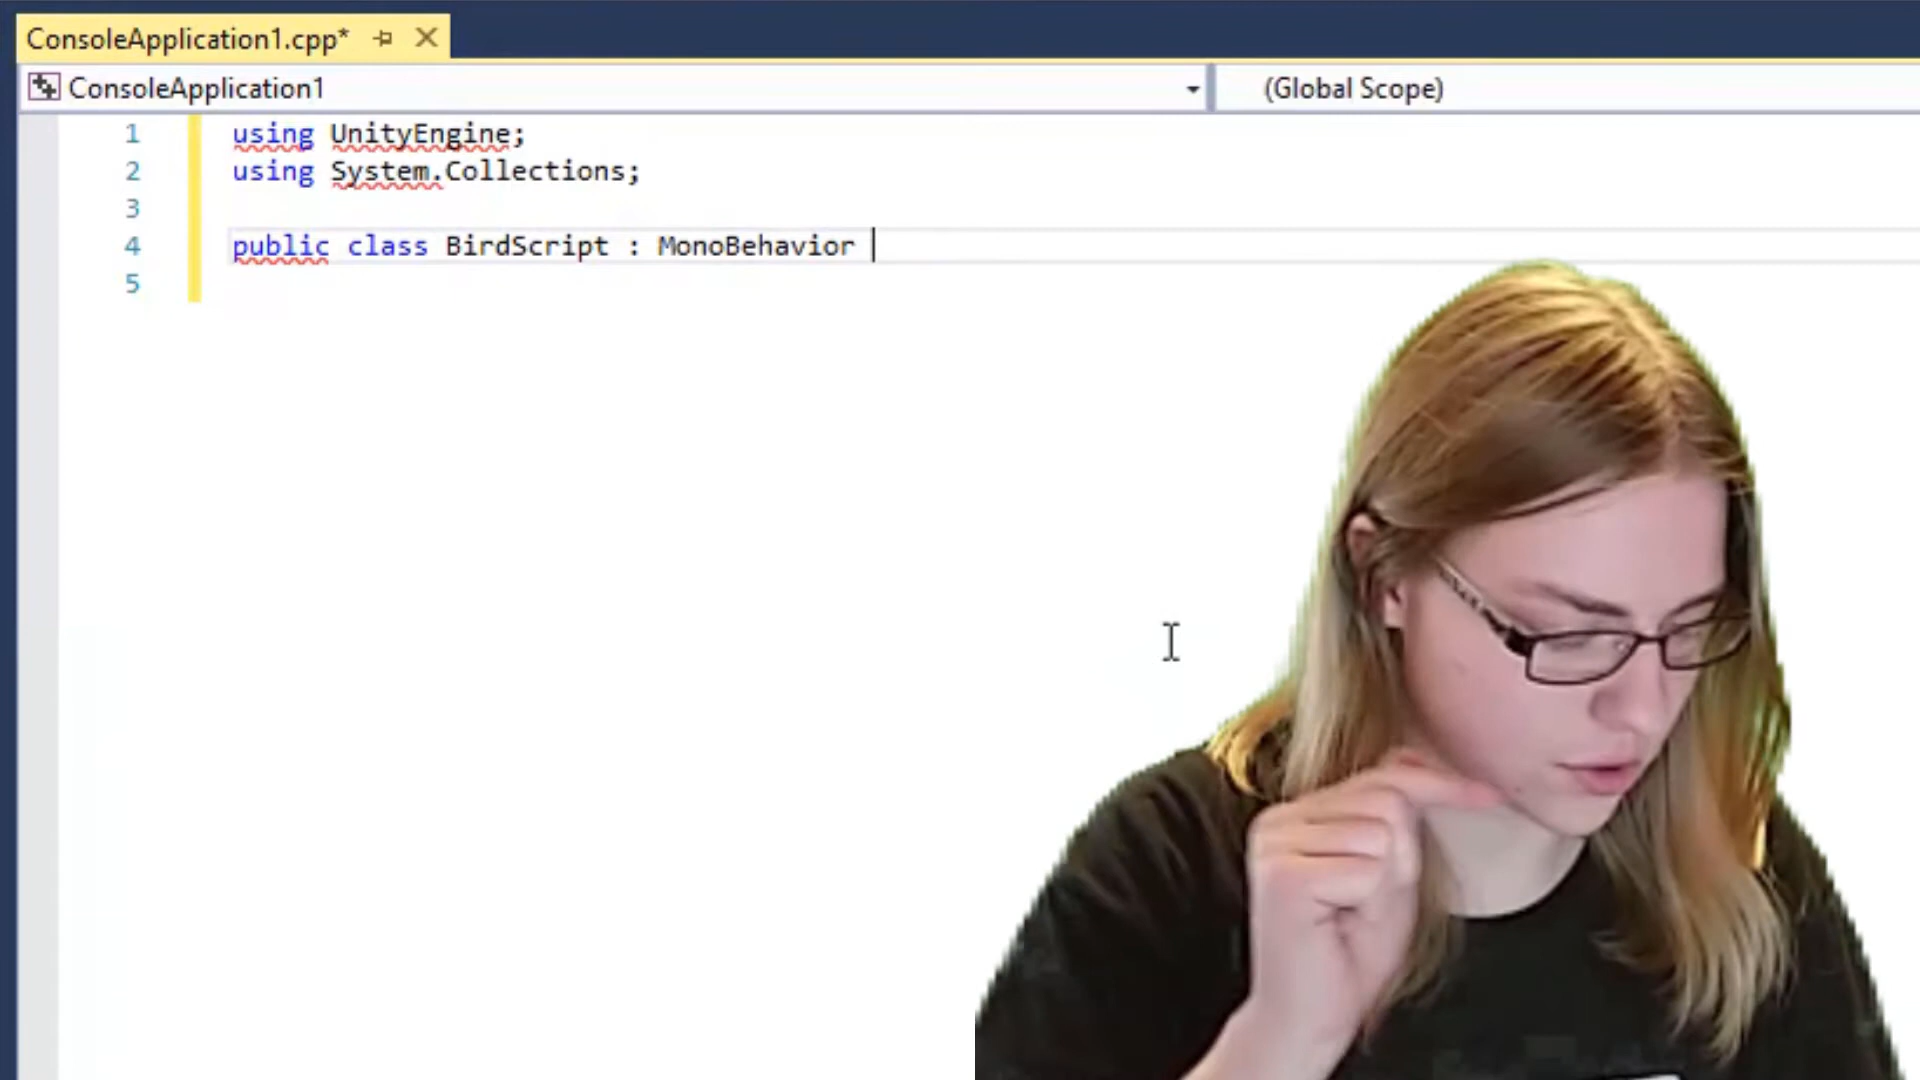 ConsoleApplication1.cpp*
ConsoleApplication1
(Global Scope)
1 using UnityEngine;
2 using System.Collections;
3
4 public class BirdScript : MonoBehavior
5